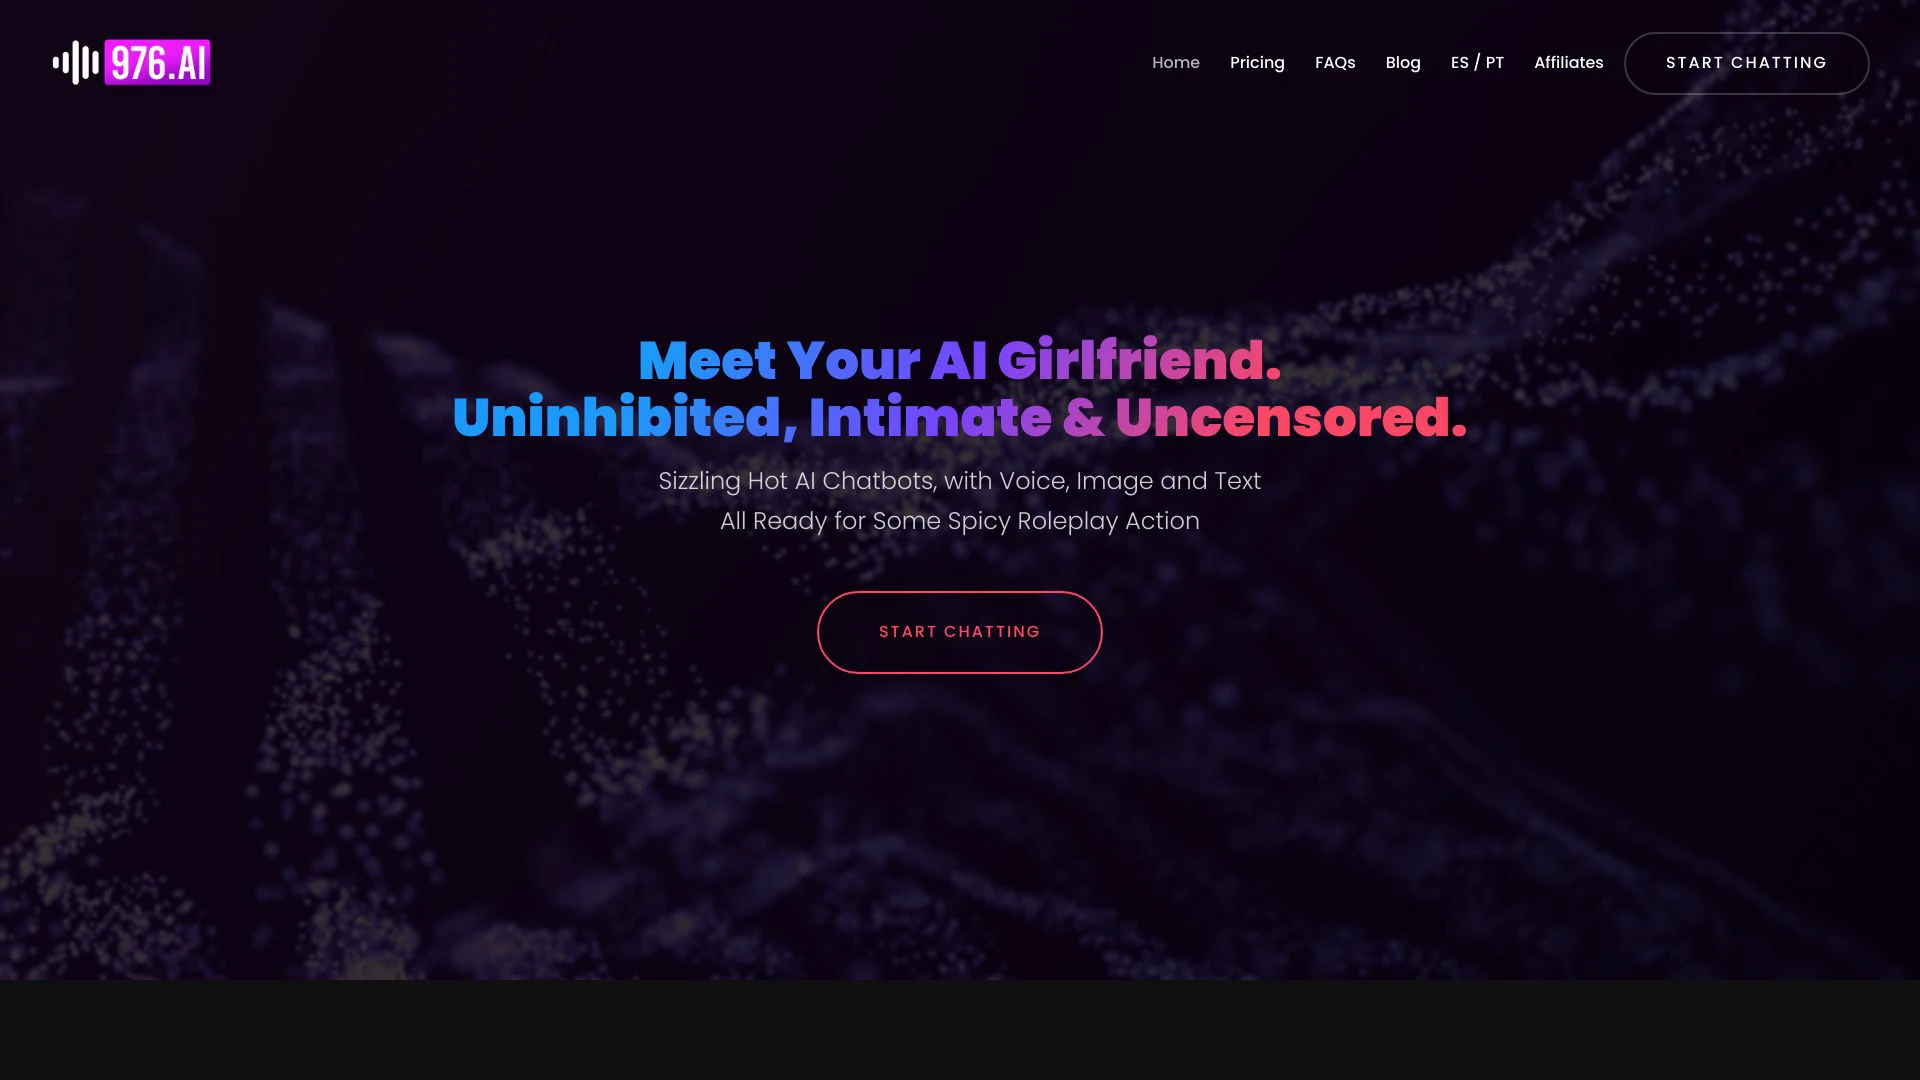 976.AI
Home
Pricing
FAQs
Blog
ES / PT
Affiliates
START CHATTING
Meet Your AI Girlfriend.
Uninhibited, Intimate & Uncensored.
Sizzling Hot AI Chatbots, with Voice, Image and Text
All Ready for Some Spicy Roleplay Action
START CHATTING